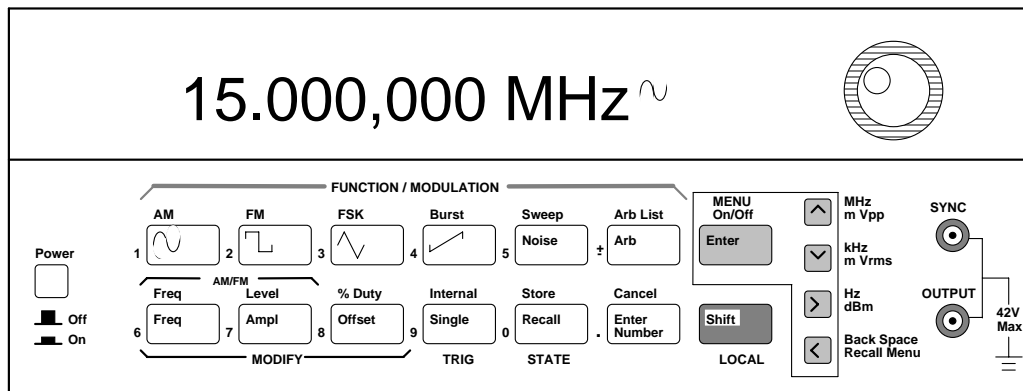 15.000,000 MHz
FUNCTION / MODULATION
AM FM FSK Burst Sweep Arb List
1 2 3 4 5 Noise ± Arb
MENU
On/Off
Enter
MHz
m Vpp
kHz
m Vrms
Hz
dBm
Back Space
Recall Menu
SYNC
OUTPUT
42V
Max
Power
Off
On
AM/FM
Freq Level % Duty Internal Store Cancel
6 Freq 7 Ampl 8 Offset 9 Single 0 Recall . Enter
Number
Shift
MODIFY TRIG STATE LOCAL